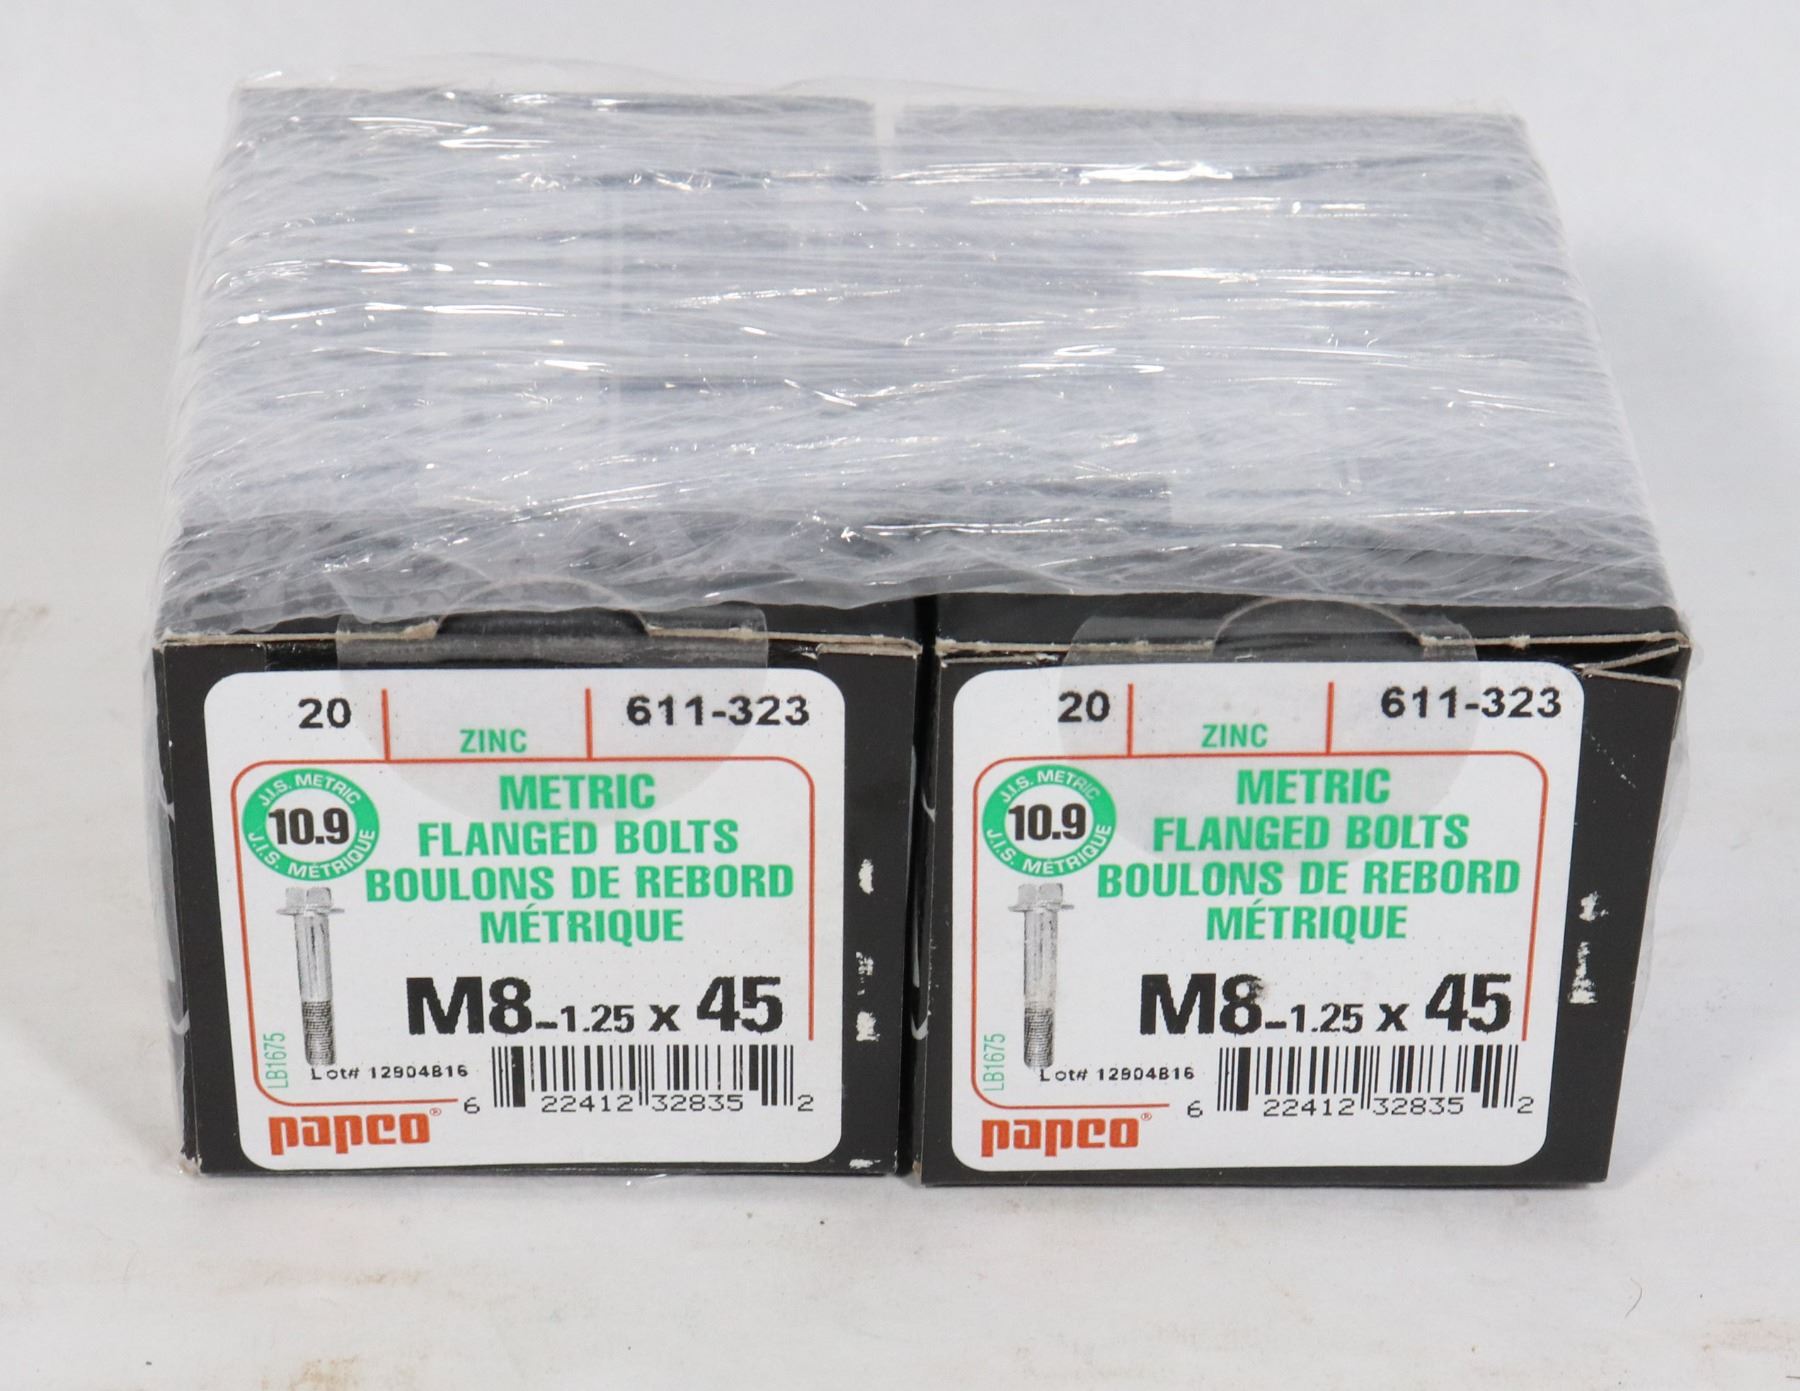 20 ZINC 611-323
J.I.S. METRIC
10.9
J.I.S. MÉTRIQUE
METRIC
FLANGED BOLTS
BOULONS DE REBORD
MÉTRIQUE
M8-1.25 x 45
LB1675
Lot# 12904816
6 22412 32835 2
papco®
20 ZINC 611-323
J.I.S. METRIC
10.9
J.I.S. MÉTRIQUE
METRIC
FLANGED BOLTS
BOULONS DE REBORD
MÉTRIQUE
M8-1.25 x 45
LB1675
Lot# 12904816
6 22412 32835 2
papco®